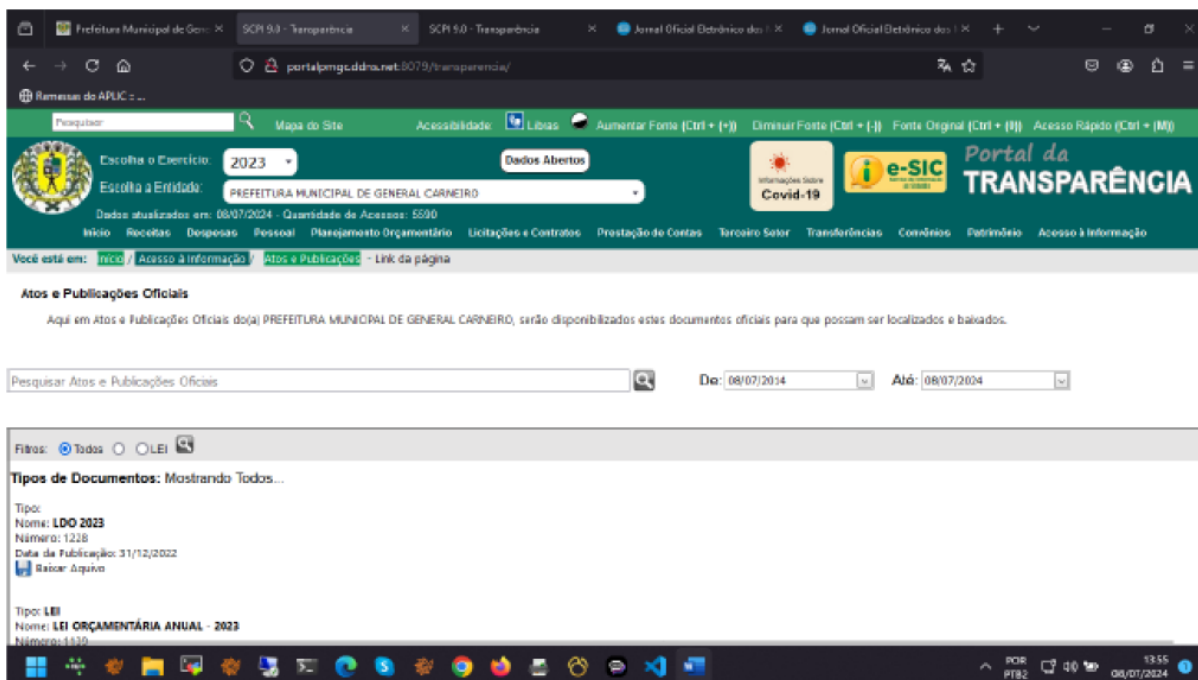 Prefeitura Municipal de Gene
SCPI 9.0 - Transparência
SCPI 9.0 - Transparência
Jornal Oficial Eletrônico dos
Jornal Oficial Eletrônico dos
portalpmgc.ddns.net:8079/transparencia/
Remessas do APLIC :: ...
Pesquisar
Mapa do Site
Acessibilidade:
Libras
Aumentar Fonte (Ctrl + (+))
Diminuir Fonte (Ctrl + (-))
Fonte Original (Ctrl + (0))
Acesso Rápido (Ctrl + (M))
Escolha o Exercício:
2023
Dados Abertos
Escolha a Entidade:
PREFEITURA MUNICIPAL DE GENERAL CARNEIRO
Informações Sobre
Covid-19
e-SIC
Portal da
TRANSPARÊNCIA
Dados atualizados em: 08/07/2024 - Quantidade de Acessos: 5590
Início Receitas Despesas Pessoal Planejamento Orçamentário Licitações e Contratos Prestação de Contas Terceiro Setor Transferências Convênios Patrimônio Acesso à Informação
Você está em: Início / Acesso à Informação / Atos e Publicações - Link da página
Atos e Publicações Oficiais
Aqui em Atos e Publicações Oficiais do(a) PREFEITURA MUNICIPAL DE GENERAL CARNEIRO, serão disponibilizados estes documentos oficiais para que possam ser localizados e baixados.
Pesquisar Atos e Publicações Oficiais
De: 08/07/2014
Até: 08/07/2024
Filtros: Todos LEI
Tipos de Documentos: Mostrando Todos...
Tipo:
Nome: LDO 2023
Número: 1228
Data da Publicação: 31/12/2022
Baixar Aquivo
Tipo: LEI
Nome: LEI ORÇAMENTÁRIA ANUAL - 2023
Número:
POR
PTB2
13:55
08/07/2024